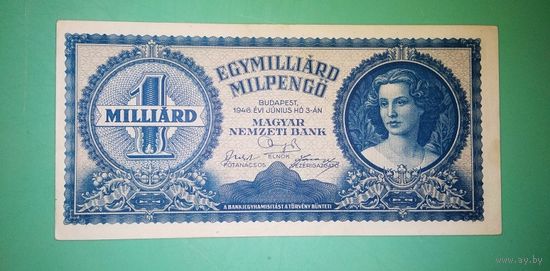 1
MILLIÁRD
EGYMILLIÁRD
MILPENGŐ
BUDAPEST,
1946. ÉVI JÚNIUS HÓ 3-ÁN
MAGYAR
NEMZETI BANK
ELNÖK
FŐTANÁCSOS VEZÉRIGAZGATÓ
A BANKJEGYHAMISÍTÁST A TÖRVÉNY BÜNTETI
www.ay.by